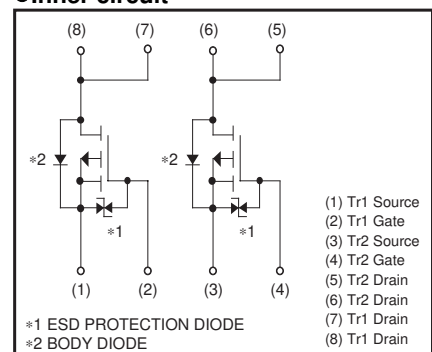 Inner circuit
(8) (7) (6) (5)
*2 *2
*1 *1
(1) (2) (3) (4)
(1) Tr1 Source
(2) Tr1 Gate
(3) Tr2 Source
(4) Tr2 Gate
(5) Tr2 Drain
(6) Tr2 Drain
(7) Tr1 Drain
(8) Tr1 Drain
*1 ESD PROTECTION DIODE
*2 BODY DIODE